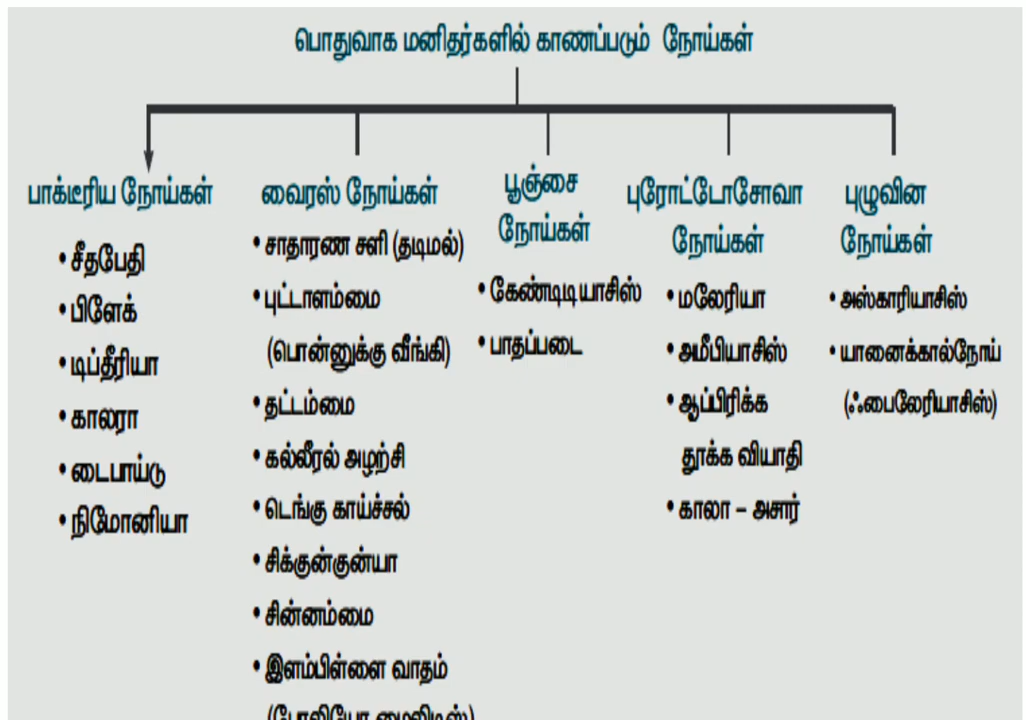 பொதுவாக மனிதர்களில் காணப்படும் நோய்கள்
பாக்டீரிய நோய்கள்
• சீதபேதி
• பிளேக்
• டிப்தீரியா
• காலரா
• டைபாய்டு
• நிமோனியா
வைரஸ் நோய்கள்
• சாதாரண சளி (தடிமல்)
• புட்டாளம்மை
(பொன்னுக்கு வீங்கி)
• தட்டம்மை
• கல்லீரல் அழற்சி
• டெங்கு காய்ச்சல்
• சிக்குன்குன்யா
• சின்னம்மை
• இளம்பிள்ளை வாதம்
(போலியோ மைலிடிஸ்)
பூஞ்சை
நோய்கள்
• கேண்டிடியாசிஸ்
• பாதப்படை
புரோட்டோசோவா
நோய்கள்
• மலேரியா
• அமீபியாசிஸ்
• ஆப்பிரிக்க
தூக்க வியாதி
• காலா – அசார்
புழுவின
நோய்கள்
• அஸ்காரியாசிஸ்
• யானைக்கால்நோய்
(ஃபைலேரியாசிஸ்)